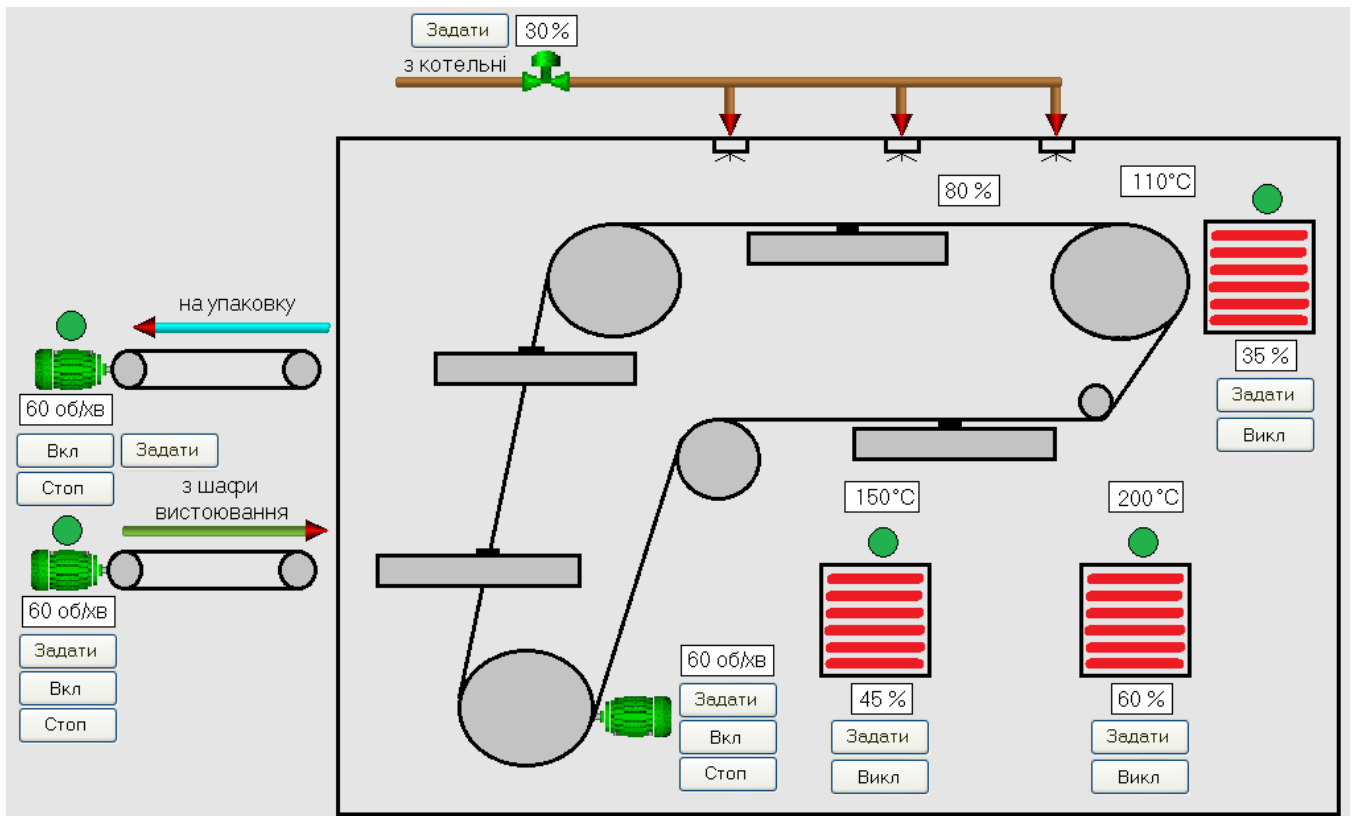 Задати 30%
з котельні
80 %
110°C
на упаковку
35 %
60 об/хв
Задати
Викл
Вкл Задати
Стоп
з шафи
вистоювання
150°C
200°C
60 об/хв
Задати
Вкл
Стоп
60 об/хв
Задати
Вкл
Стоп
45 %
Задати
Викл
60 %
Задати
Викл